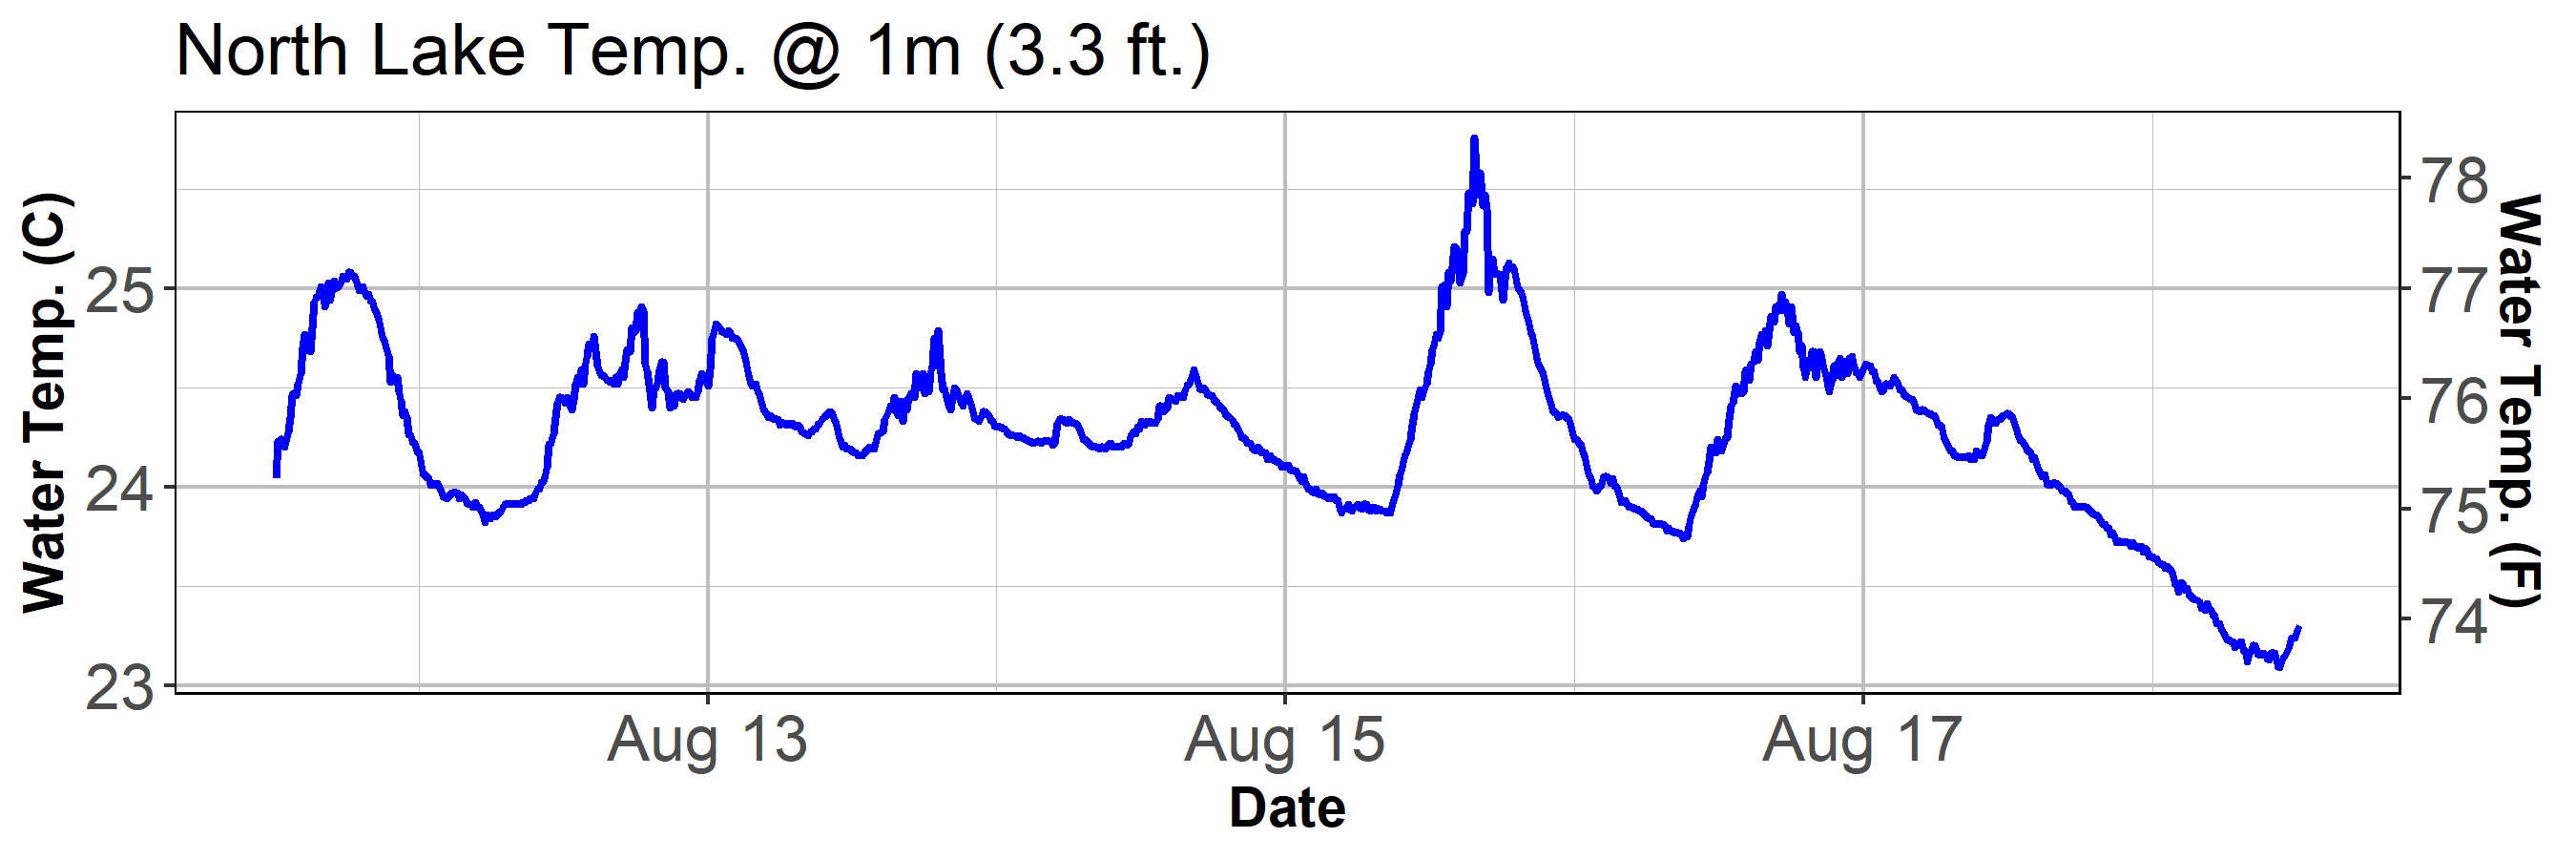 North Lake Temp. @ 1m (3.3 ft.)
Water Temp. (C)
25
24
23
78
77
76
75
74
Water Temp. (F)
Aug 13
Aug 15
Aug 17
Date